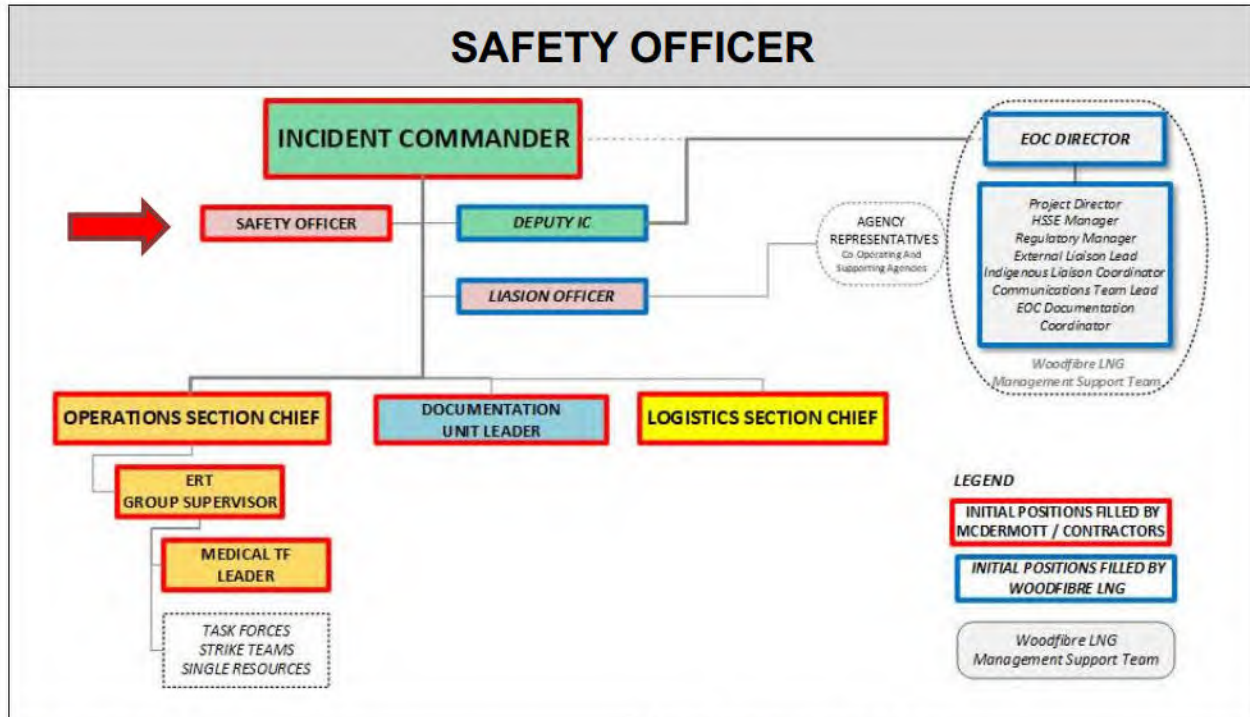 SAFETY OFFICER
INCIDENT COMMANDER
EOC DIRECTOR
SAFETY OFFICER
DEPUTY IC
AGENCY
REPRESENTATIVES
Co Operating And
Supporting Agencies
Project Director
HSSE Manager
Regulatory Manager
External Liaison Lead
Indigenous Liaison Coordinator
Communications Team Lead
EOC Documentation
Coordinator
LIASION OFFICER
Woodfibre LNG
Management Support Team
OPERATIONS SECTION CHIEF
DOCUMENTATION
UNIT LEADER
LOGISTICS SECTION CHIEF
ERT
GROUP SUPERVISOR
MEDICAL TF
LEADER
TASK FORCES
STRIKE TEAMS
SINGLE RESOURCES
LEGEND
INITIAL POSITIONS FILLED BY
MCDERMOTT / CONTRACTORS
INITIAL POSITIONS FILLED BY
WOODFIBRE LNG
Woodfibre LNG
Management Support Team